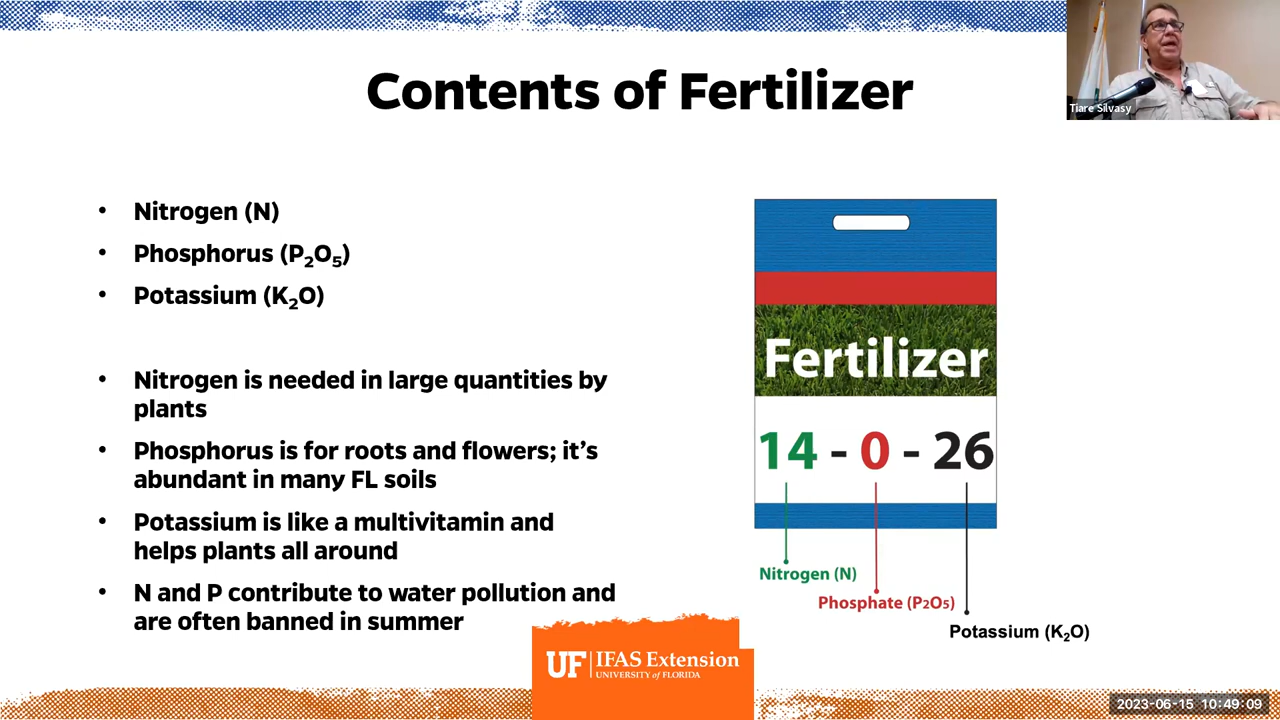 Contents of Fertilizer
Tiare Silvasy
• Nitrogen (N)
• Phosphorus (P₂O₅)
• Potassium (K₂O)
• Nitrogen is needed in large quantities by
plants
• Phosphorus is for roots and flowers; it’s
abundant in many FL soils
• Potassium is like a multivitamin and
helps plants all around
• N and P contribute to water pollution and
are often banned in summer
Fertilizer
14 - 0 - 26
Nitrogen (N)
Phosphate (P₂O₅)
Potassium (K₂O)
UF IFAS Extension
UNIVERSITY of FLORIDA
2023-06-15 10:49:09